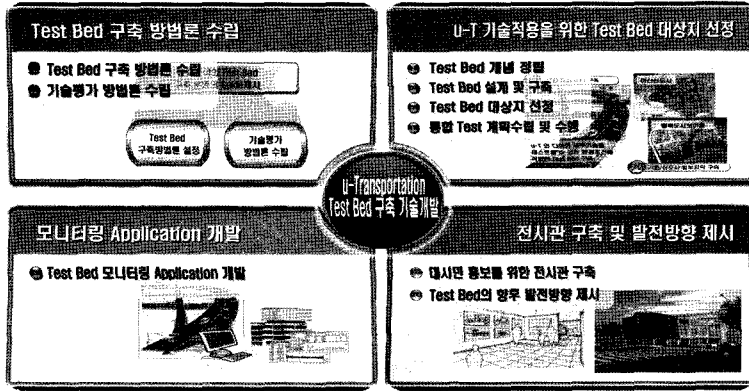 Test Bed 구축 방법론 수립
Test Bed 구축 방법론 수립
기술평가 방법론 수립
Test Bed
구축방법론 설정
기술평가
방법론 수립
U-T 기술적용을 위한 Test Bed 대상지 선정
Test Bed 개념 정립
Test Bed 설계 및 구축
Test Bed 대상지 선정
통합 Test 계획수립 및 수행
u-Transportation
Test Bed 구축 기술개발
모니터링 Application 개발
Test Bed 모니터링 Application 개발
전시관 구축 및 발전방향 제시
대시민 홍보를 위한 전시관 구축
Test Bed의 향후 발전방향 제시